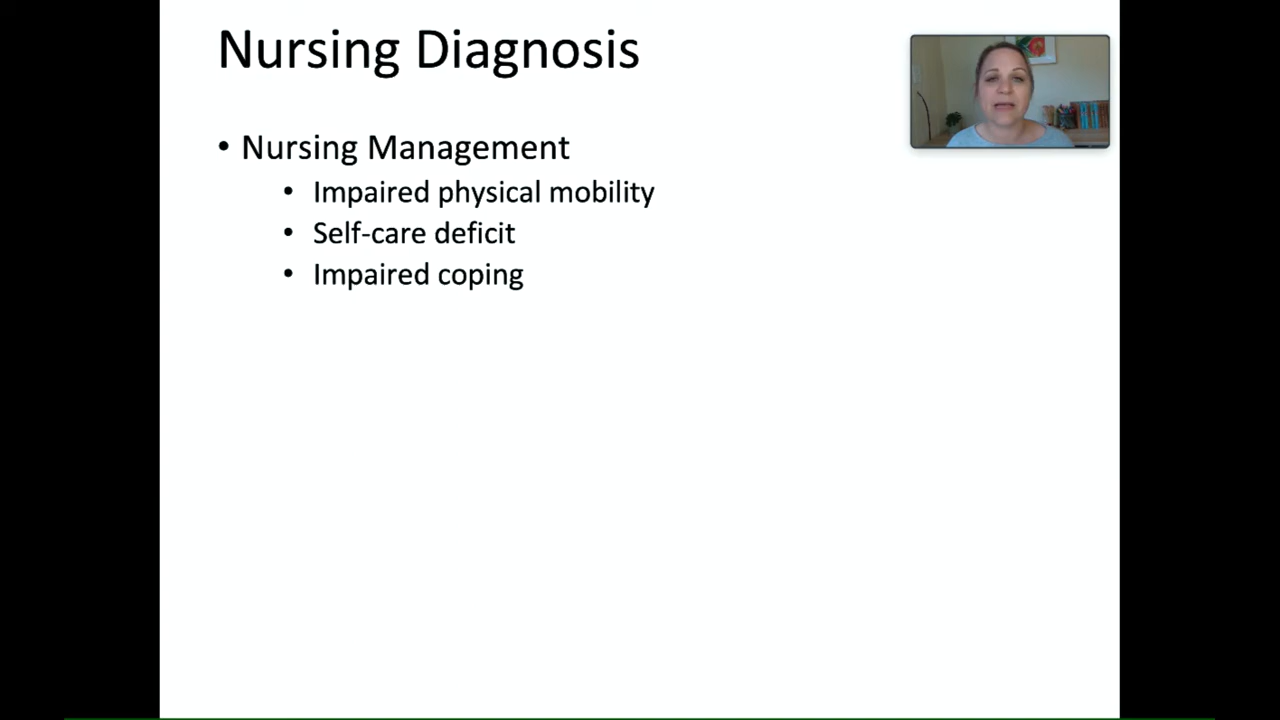 Nursing Diagnosis
• Nursing Management
• Impaired physical mobility
• Self-care deficit
• Impaired coping